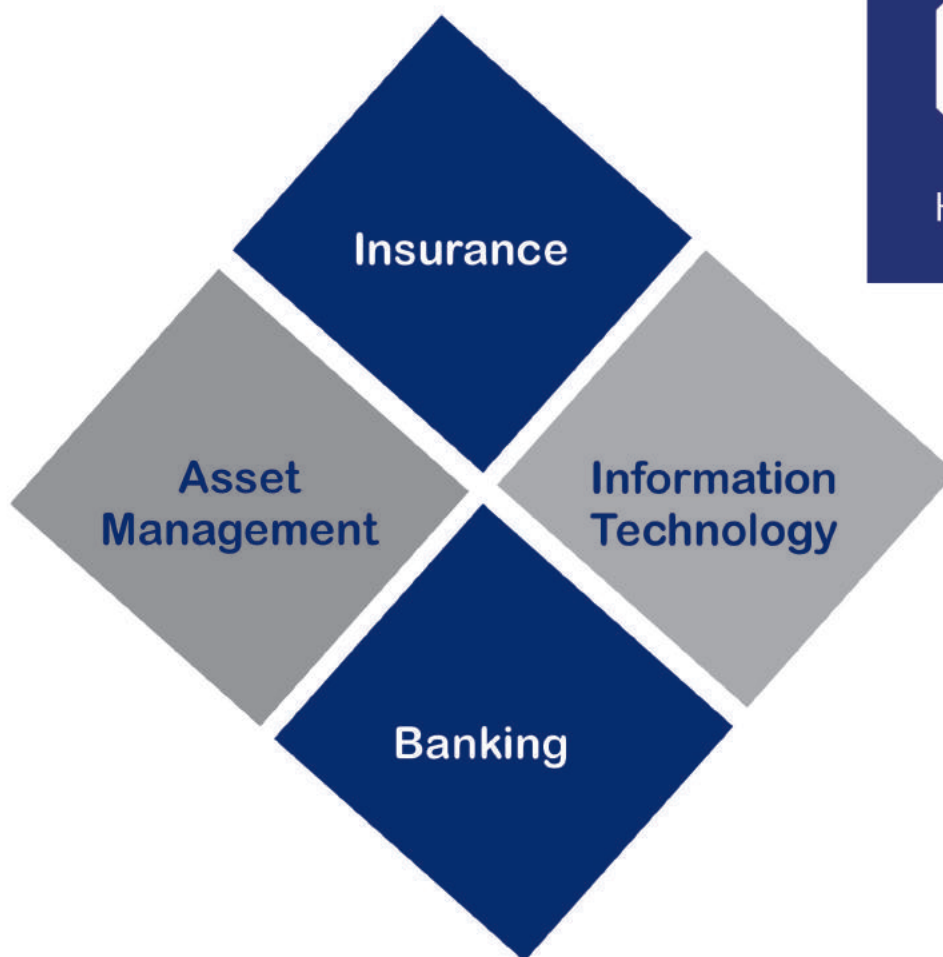 Insurance
Asset
Management
Information
Technology
Banking